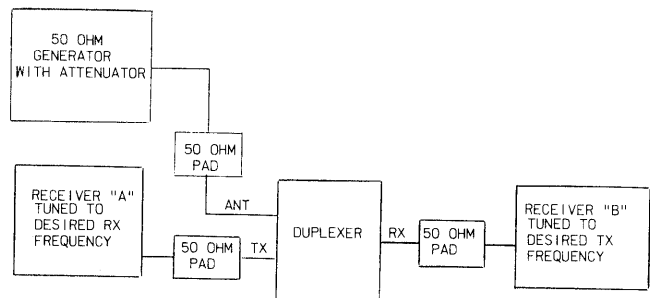 50 OHM
GENERATOR
WITH ATTENUATOR
50 OHM
PAD
RECEIVER "A"
TUNED TO
DESIRED RX
FREQUENCY
50 OHM
PAD
TX
ANT
DUPLEXER
RX
50 OHM
PAD
RECEIVER "B"
TUNED TO
DESIRED TX
FREQUENCY